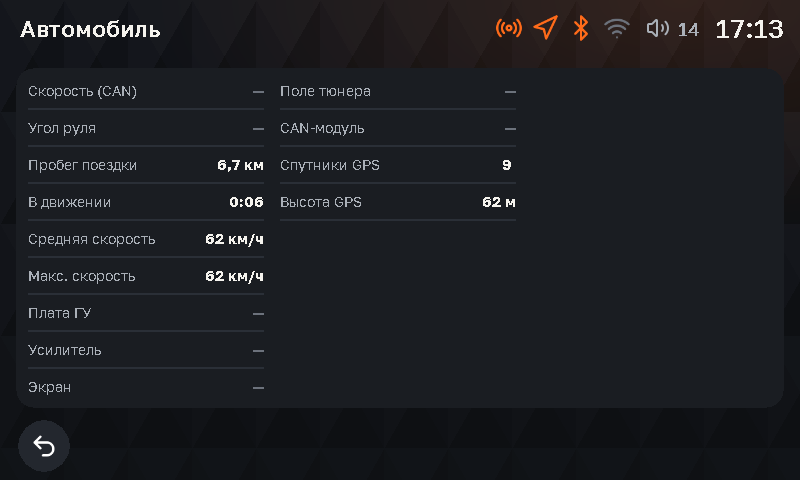 Автомобиль 14 17:13
Скорость (CAN) —
Угол руля —
Пробег поездки 6,7 км
В движении 0:06
Средняя скорость 62 км/ч
Макс. скорость 62 км/ч
Плата ГУ —
Усилитель —
Экран —
Поле тюнера —
CAN-модуль —
Спутники GPS 9
Высота GPS 62 м